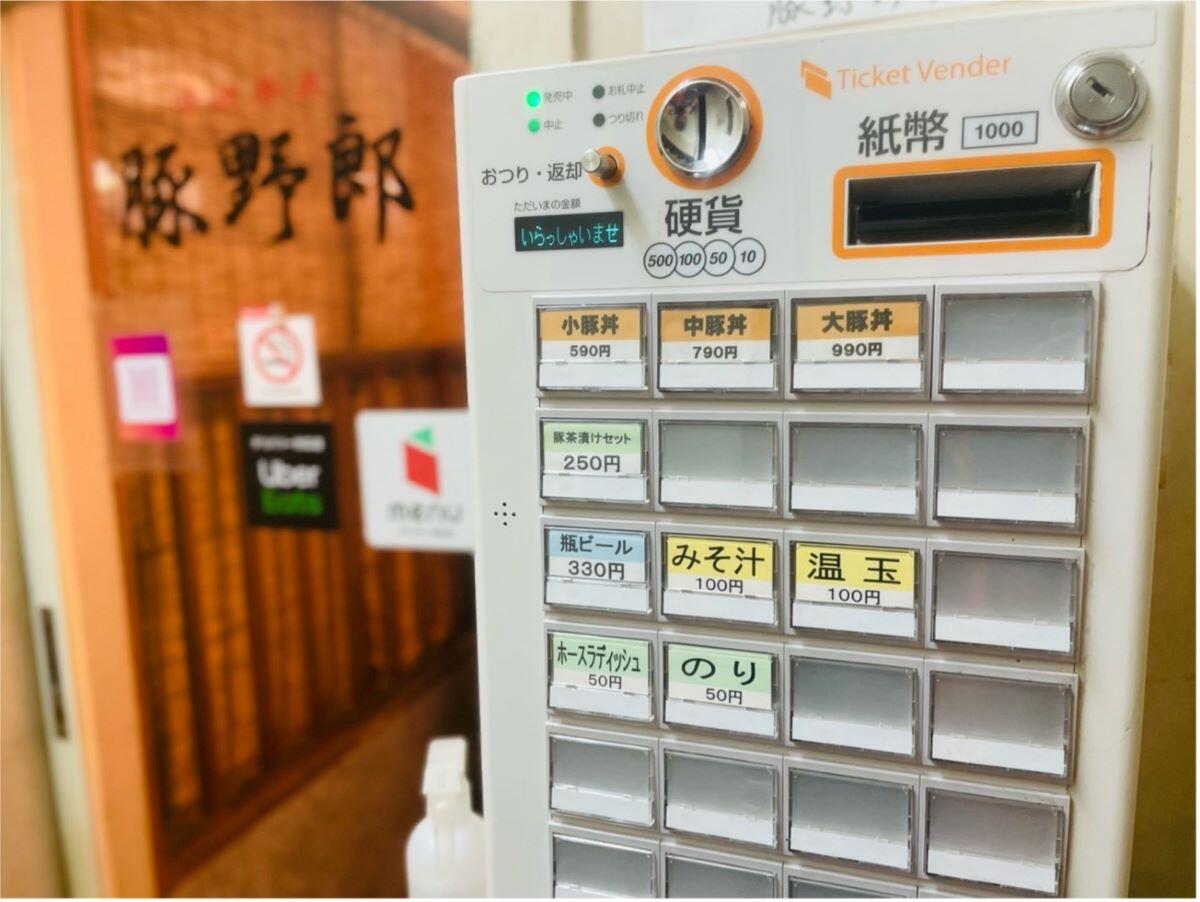 豚野郎
Uber
Eats
menu
発売中
お札中止
中止
つり切れ
おつり・返却
ただいまの金額
いらっしゃいませ
硬貨
500 100 50 10
Ticket Vender
紙幣 1000
小豚丼
590円
中豚丼
790円
大豚丼
990円
豚茶漬けセット
250円
瓶ビール
330円
みそ汁
100円
温玉
100円
ホースラディッシュ
50円
のり
50円